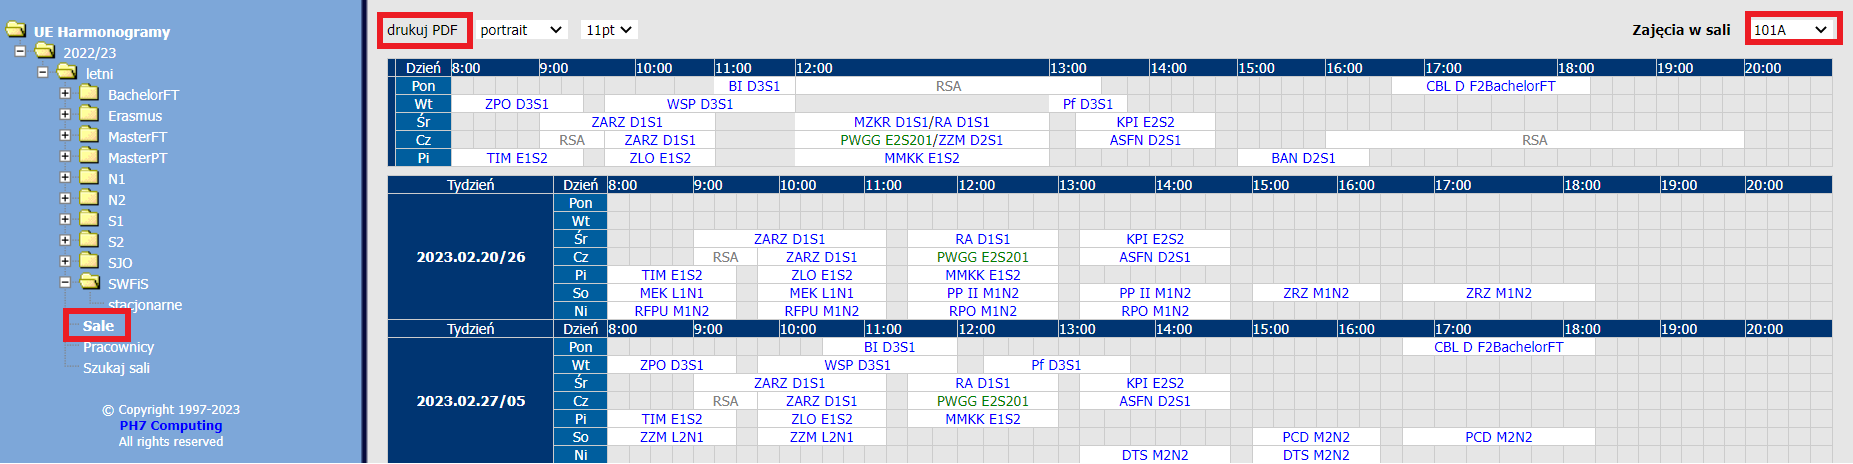 UE Harmonogramy
2022/23
letni
BachelorFT
Erasmus
MasterFT
MasterPT
N1
N2
S1
S2
SJO
SWFiS
stacjonarne
Sale
Pracownicy
Szukaj sali
© Copyright 1997-2023
PH7 Computing
All rights reserved
drukuj PDF portrait 11pt Zajęcia w sali 101A
Dzień 8:00 9:00 10:00 11:00 12:00 13:00 14:00 15:00 16:00 17:00 18:00 19:00 20:00
Pon BI D3S1 RSA CBL D F2BachelorFT
Wt ZPO D3S1 WSP D3S1 Pf D3S1
Śr ZARZ D1S1 MZKR D1S1/RA D1S1 KPI E2S2
Cz RSA ZARZ D1S1 PWGG E2S201/ZZM D2S1 ASFN D2S1 RSA
Pi TIM E1S2 ZLO E1S2 MMKK E1S2 BAN D2S1
Tydzień Dzień 8:00 9:00 10:00 11:00 12:00 13:00 14:00 15:00 16:00 17:00 18:00 19:00 20:00
Pon
Wt
Śr ZARZ D1S1 RA D1S1 KPI E2S2
2023.02.20/26 Cz RSA ZARZ D1S1 PWGG E2S201 ASFN D2S1
Pi TIM E1S2 ZLO E1S2 MMKK E1S2
So MEK L1N1 MEK L1N1 PP II M1N2 PP II M1N2 ZRZ M1N2 ZRZ M1N2
Ni RFPU M1N2 RFPU M1N2 RPO M1N2 RPO M1N2
Tydzień Dzień 8:00 9:00 10:00 11:00 12:00 13:00 14:00 15:00 16:00 17:00 18:00 19:00 20:00
Pon BI D3S1 CBL D F2BachelorFT
Wt ZPO D3S1 WSP D3S1 Pf D3S1
Śr ZARZ D1S1 RA D1S1 KPI E2S2
2023.02.27/05 Cz RSA ZARZ D1S1 PWGG E2S201 ASFN D2S1
Pi TIM E1S2 ZLO E1S2 MMKK E1S2
So ZZM L2N1 ZZM L2N1 PCD M2N2 PCD M2N2
Ni DTS M2N2 DTS M2N2